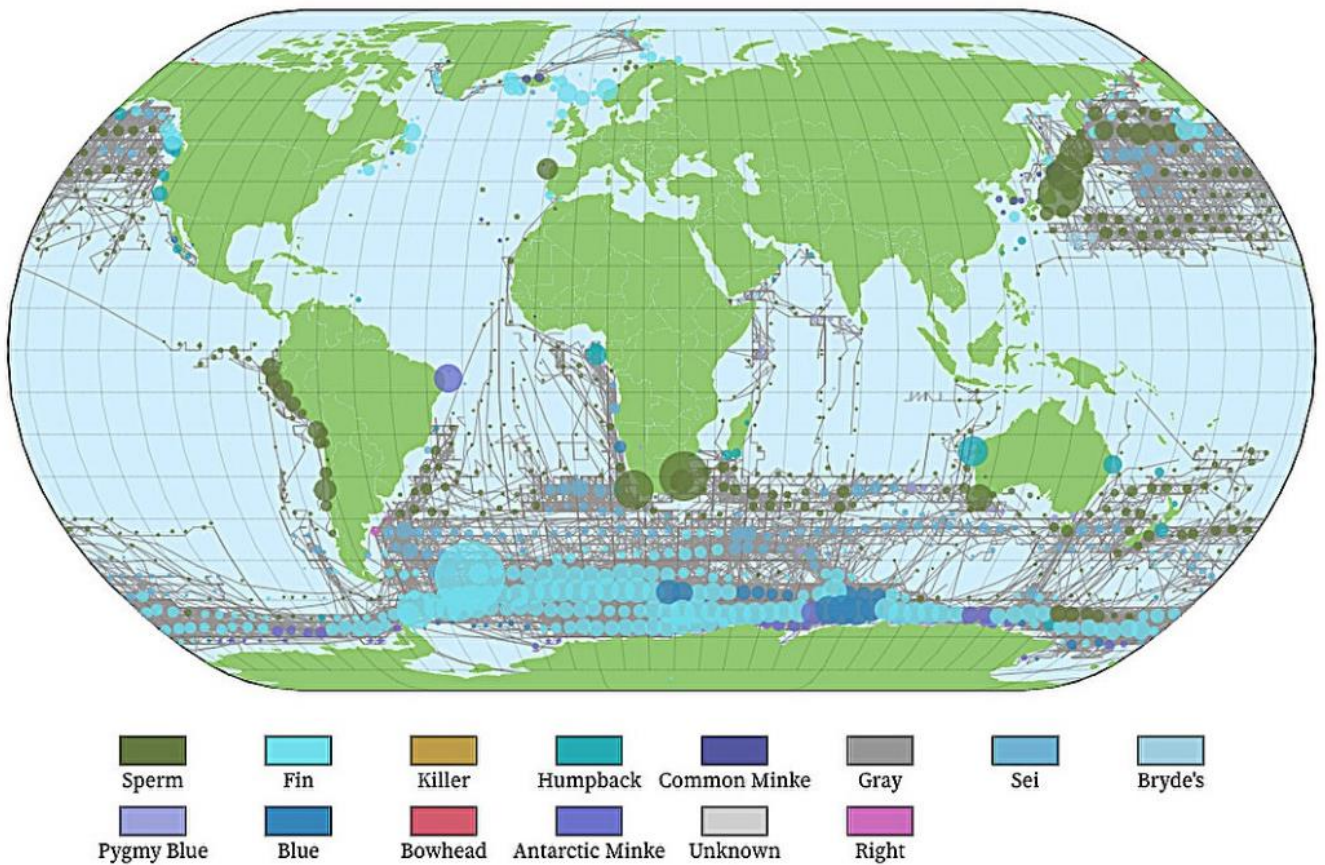 Sperm Fin Killer Humpback Common Minke Gray Sei Bryde's
Pygmy Blue Blue Bowhead Antarctic Minke Unknown Right